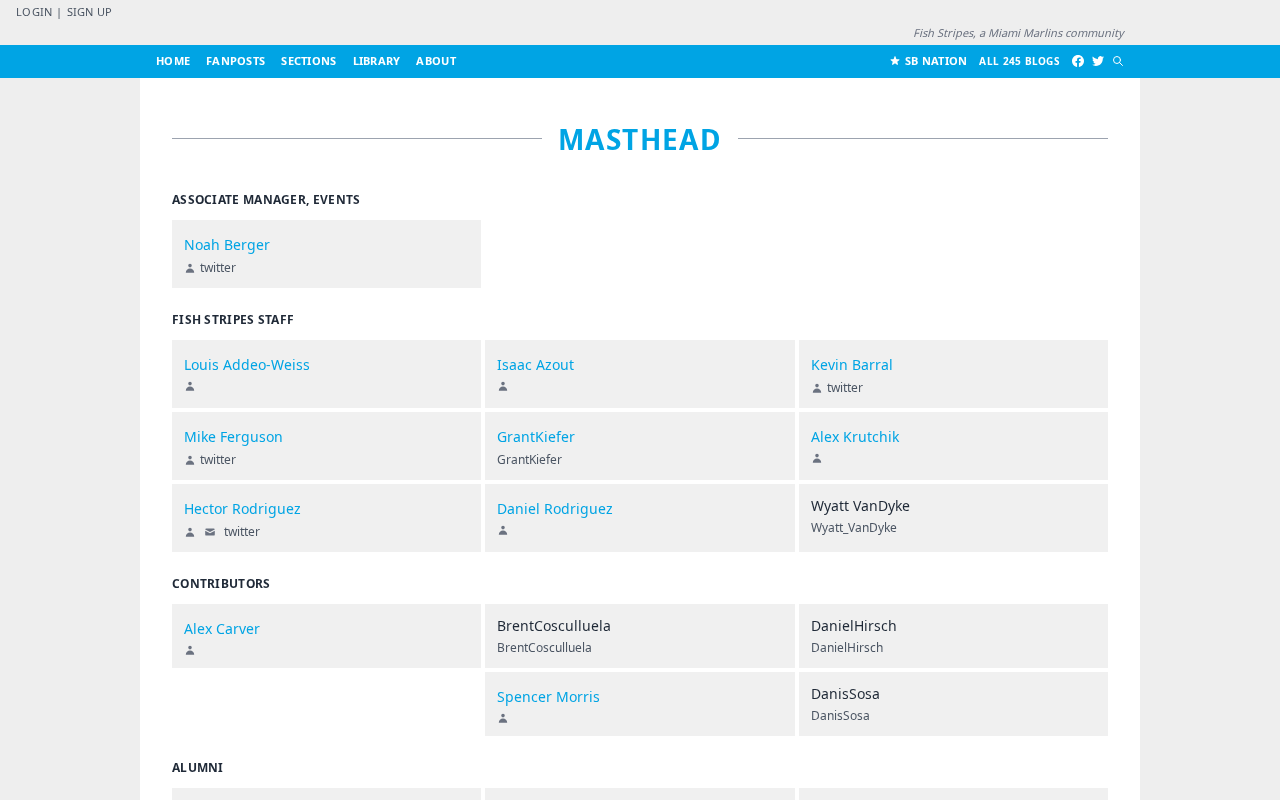 LOGIN | SIGN UP
Fish Stripes, a Miami Marlins community
HOME FANPOSTS SECTIONS LIBRARY ABOUT SB NATION ALL 245 BLOGS
MASTHEAD
ASSOCIATE MANAGER, EVENTS
Noah Berger
twitter
FISH STRIPES STAFF
Louis Addeo-Weiss
Isaac Azout
Kevin Barral
twitter
Mike Ferguson
twitter
GrantKiefer
GrantKiefer
Alex Krutchik
Hector Rodriguez
twitter
Daniel Rodriguez
Wyatt VanDyke
Wyatt_VanDyke
CONTRIBUTORS
Alex Carver
BrentCosculluela
BrentCosculluela
DanielHirsch
DanielHirsch
Spencer Morris
DanisSosa
DanisSosa
ALUMNI